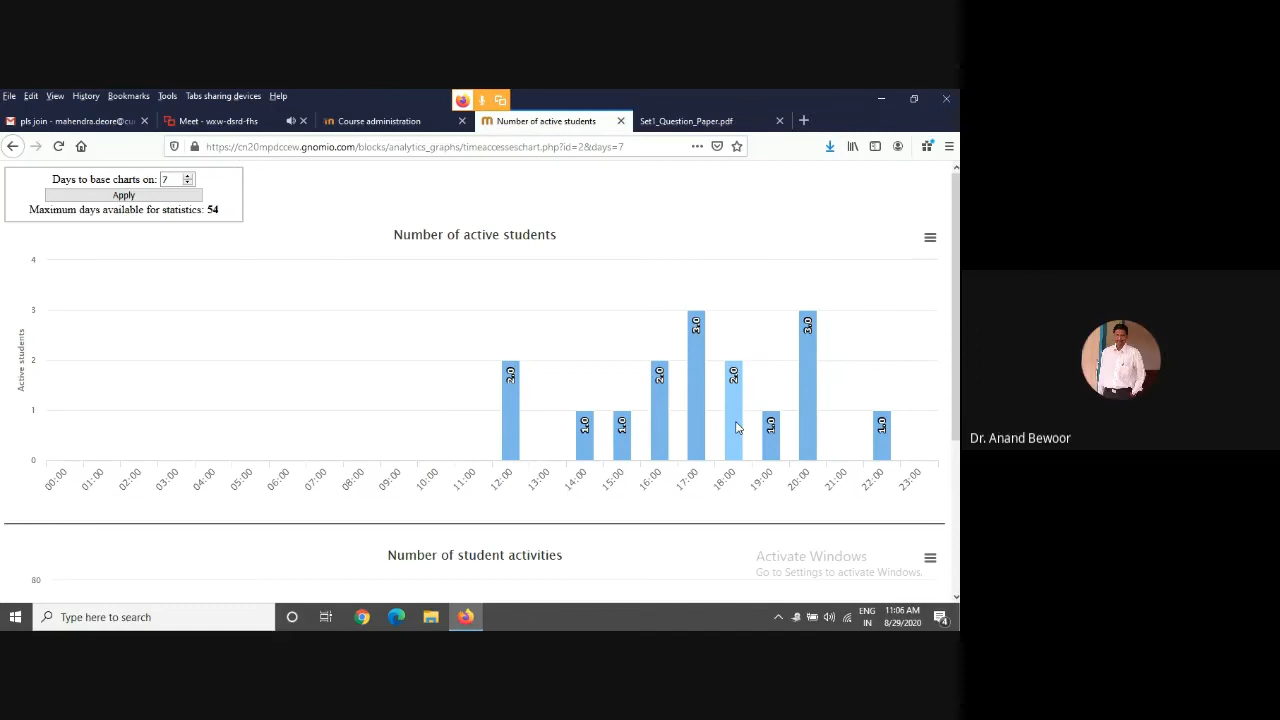 File Edit View History Bookmarks Tools Tabs sharing devices Help
pls join - mahendra.deore@cu
Meet - wxw-dsrd-fhs
Course administration
Number of active students
Set1_Question_Paper.pdf
https://cn20mpdccew.gnomio.com/blocks/analytics_graphs/timeaccesseschart.php?id=2&days=7
Days to base charts on: 7
Apply
Maximum days available for statistics: 54
Number of active students
4
3
2
1
0
Active students
2.0
1.0
1.0
2.0
3.0
2.0
1.0
3.0
1.0
00:00 01:00 02:00 03:00 04:00 05:00 06:00 07:00 08:00 09:00 10:00 11:00 12:00 13:00 14:00 15:00 16:00 17:00 18:00 19:00 20:00 21:00 22:00 23:00
Number of student activities
80
Activate Windows
Go to Settings to activate Windows.
Type here to search
ENG
IN
11:06 AM
8/29/2020
4
Dr. Anand Bewoor